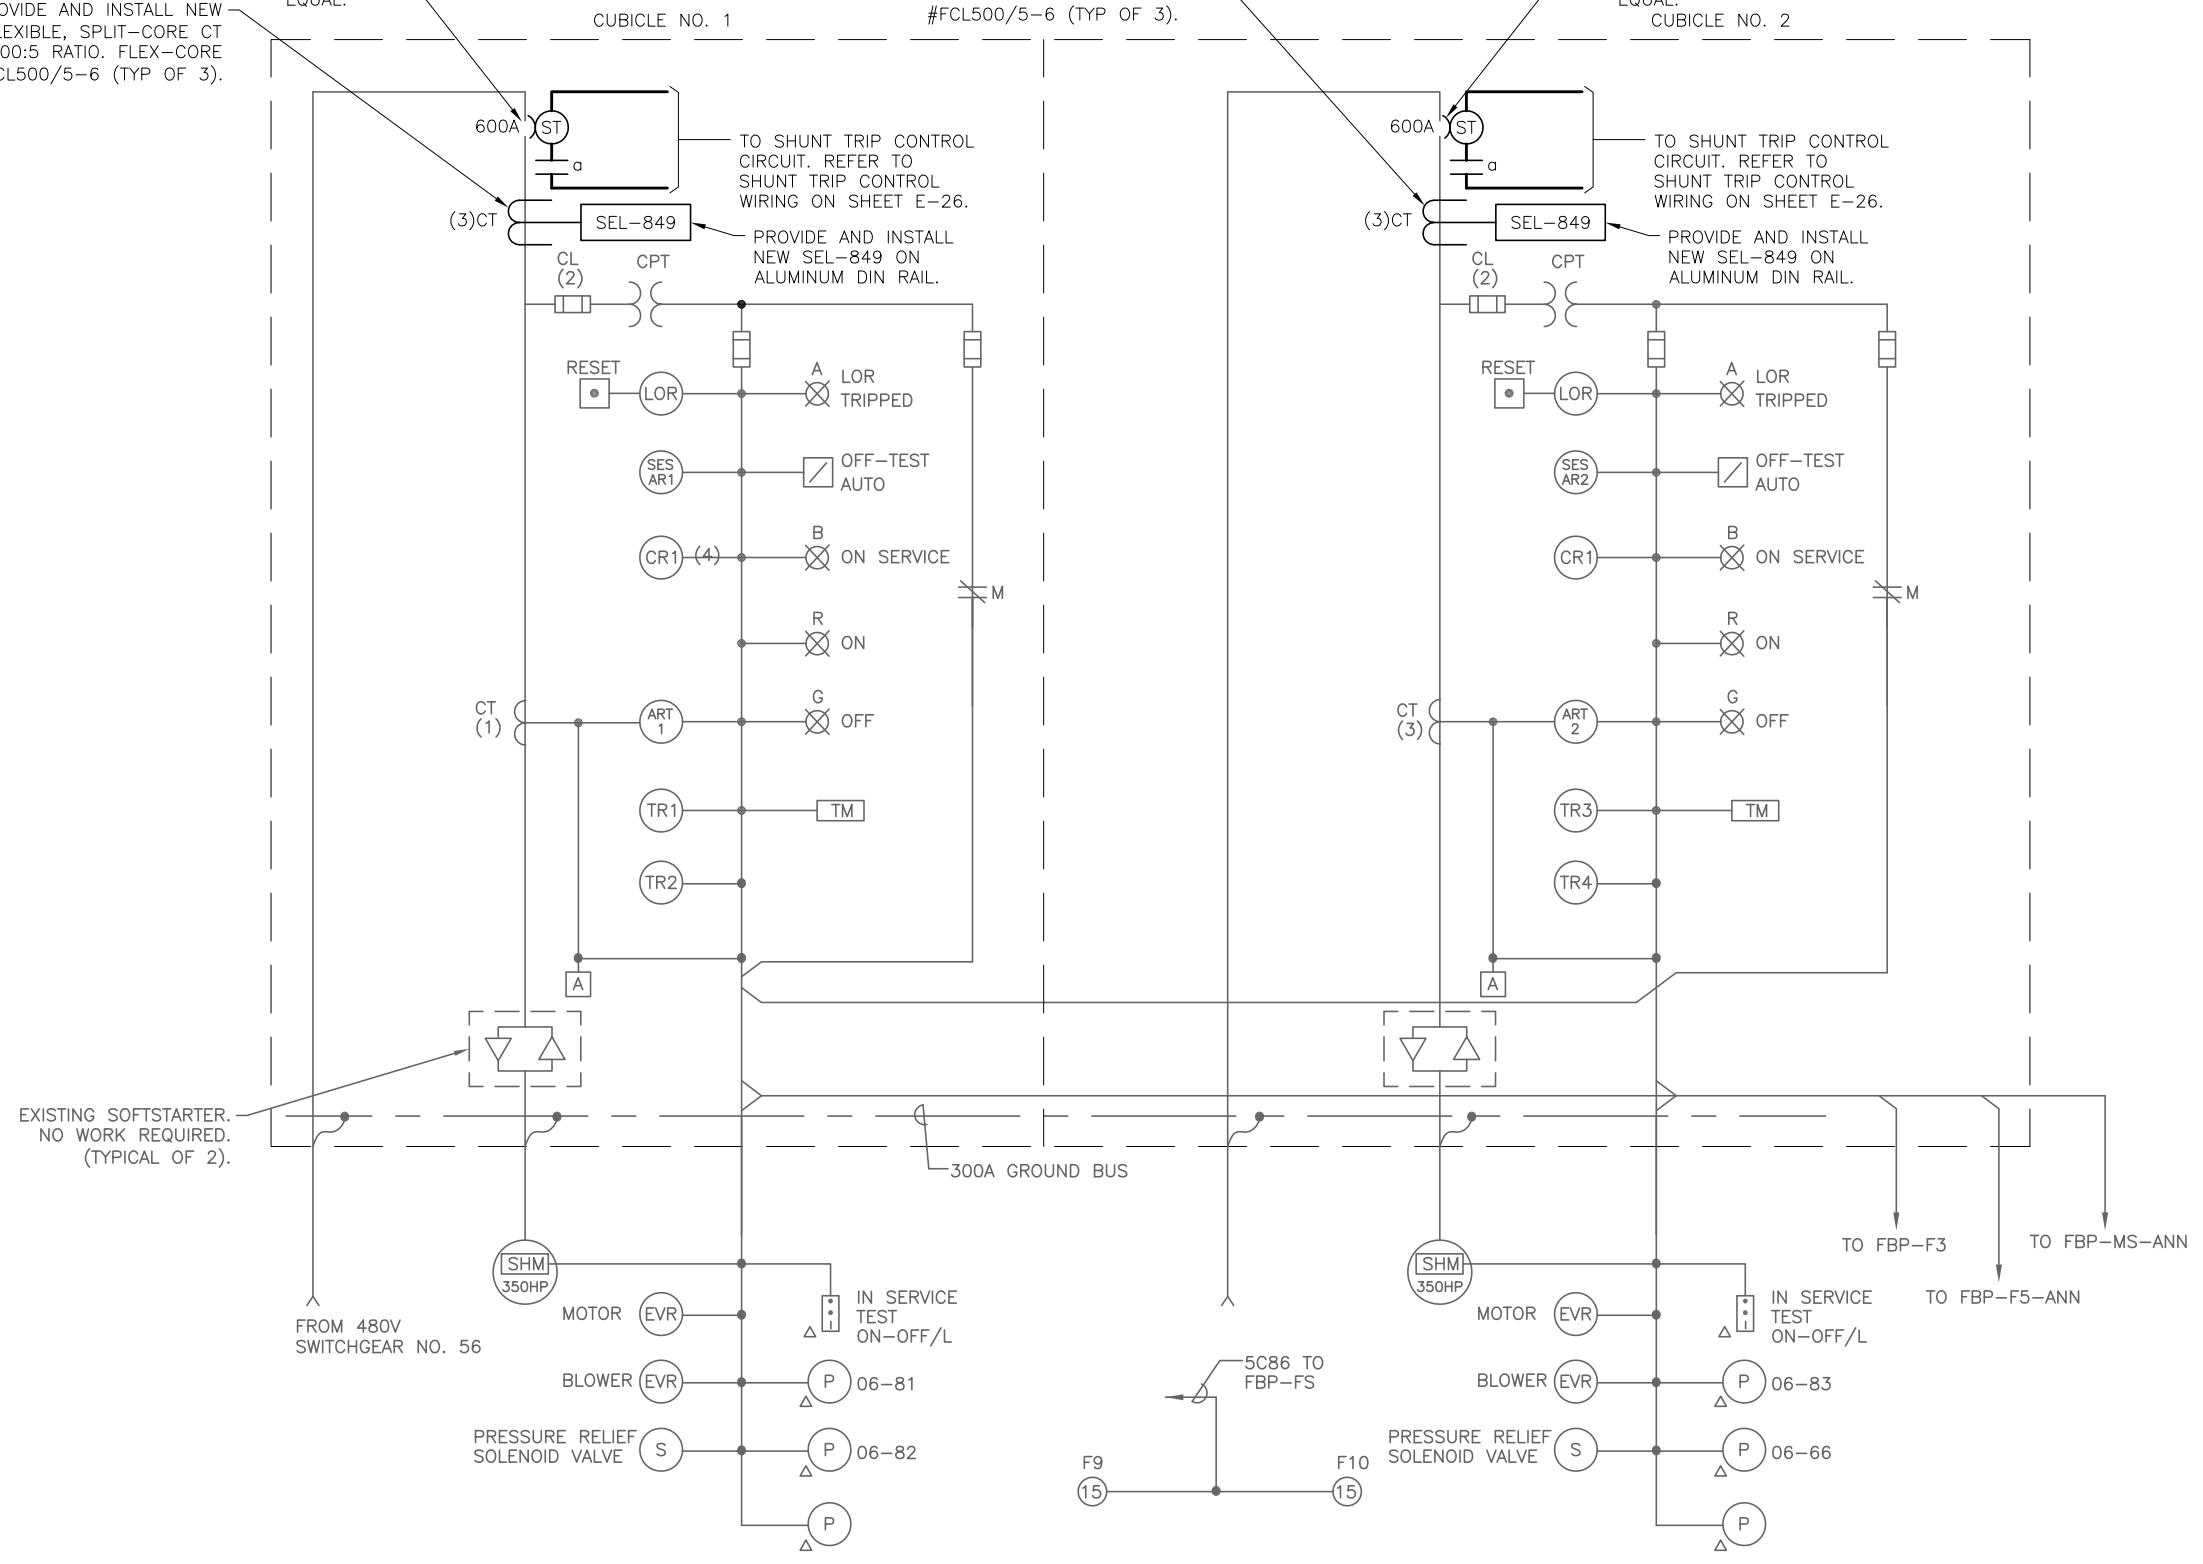 NEW
SPLIT-CORE CT
RATIO. FLEX-CORE
(TYP OF 3).
EQUAL.
CUBICLE NO. 1
#FCL500/5-6 (TYP OF 3).
EQUAL.
CUBICLE NO. 2
600A
ST
a
TO SHUNT TRIP CONTROL
CIRCUIT. REFER TO
SHUNT TRIP CONTROL
WIRING ON SHEET E-26.
(3)CT
SEL-849
PROVIDE AND INSTALL
NEW SEL-849 ON
ALUMINUM DIN RAIL.
CL
(2)
CPT
RESET
LOR
A
LOR
TRIPPED
SES
AR1
OFF-TEST
AUTO
CR1
(4)
B
ON SERVICE
M
R
ON
CT
(1)
ART
1
G
OFF
TR1
TM
TR2
A
600A
ST
a
TO SHUNT TRIP CONTROL
CIRCUIT. REFER TO
SHUNT TRIP CONTROL
WIRING ON SHEET E-26.
(3)CT
SEL-849
PROVIDE AND INSTALL
NEW SEL-849 ON
ALUMINUM DIN RAIL.
CL
(2)
CPT
RESET
LOR
A
LOR
TRIPPED
SES
AR2
OFF-TEST
AUTO
CR1
B
ON SERVICE
M
R
ON
CT
(3)
ART
2
G
OFF
TR3
TM
TR4
A
EXISTING SOFTSTARTER.
NO WORK REQUIRED.
(TYPICAL OF 2).
300A GROUND BUS
SHM
350HP
FROM 480V
SWITCHGEAR NO. 56
MOTOR
EVR
IN SERVICE
TEST
ON-OFF/L
BLOWER
EVR
P
06-81
PRESSURE RELIEF
SOLENOID VALVE
S
P
06-82
P
5C86 TO
FBP-FS
F9
15
F10
15
SHM
350HP
MOTOR
EVR
IN SERVICE
TEST
ON-OFF/L
BLOWER
EVR
P
06-83
PRESSURE RELIEF
SOLENOID VALVE
S
P
06-66
P
TO FBP-F3
TO FBP-F5-ANN
TO FBP-MS-ANN